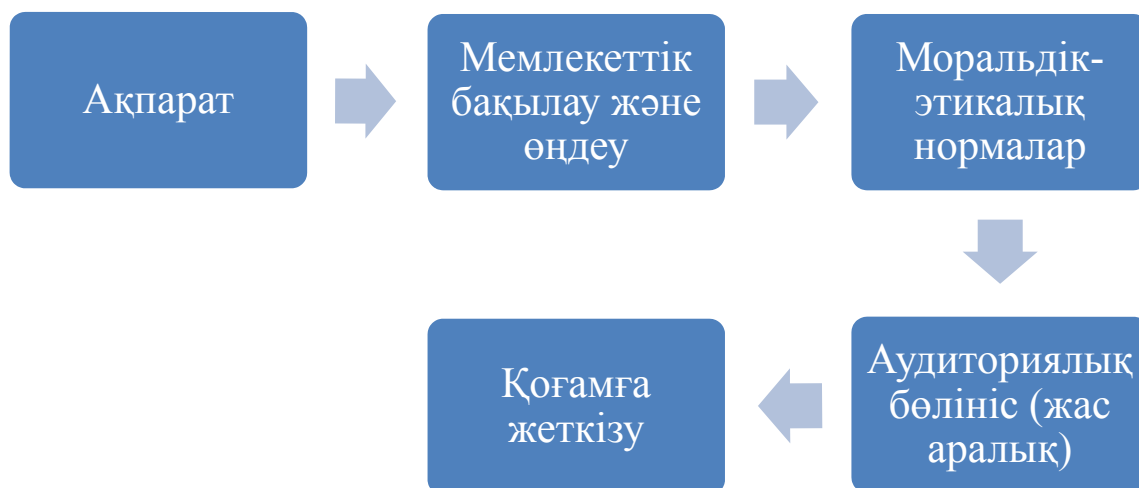 Ақпарат
Мемлекеттік
бақылау және
өңдеу
Моральдік-
этикалық
нормалар
Аудиториялық
бөлініс (жас
аралық)
Қоғамға
жеткізу